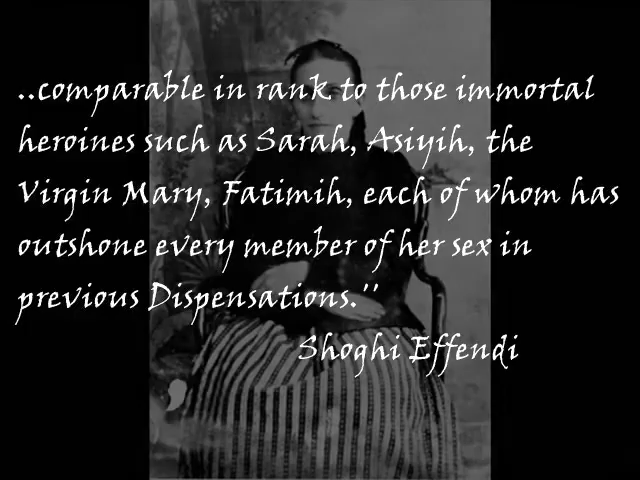 ..comparable in rank to those immortal
heroines such as Sarah, Asiyih, the
Virgin Mary, Fatimih, each of whom has
outshone every member of her sex in
previous Dispensations."
Shoghi Effendi